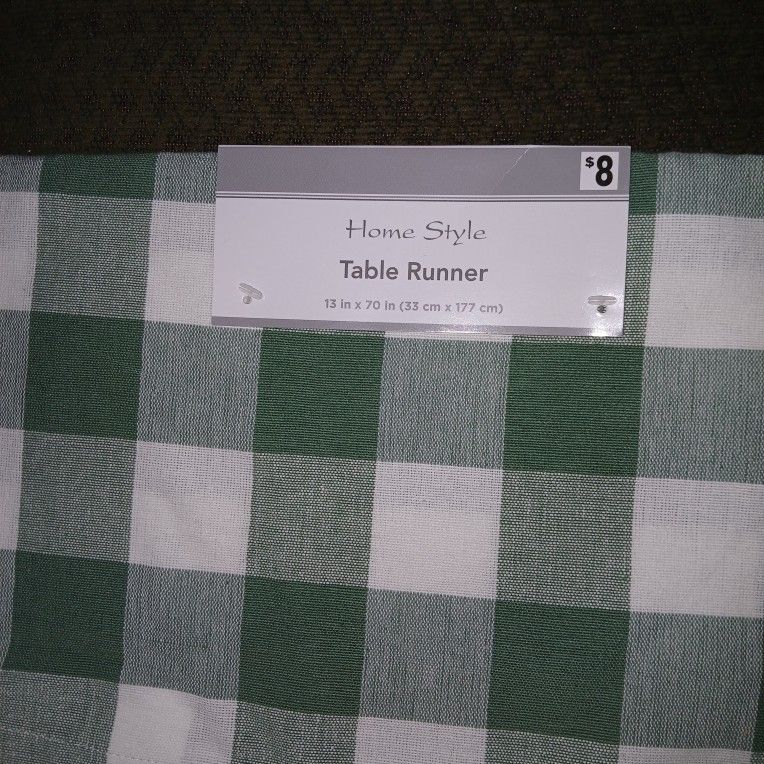 $8
Home Style
Table Runner
13 in x 70 in (33 cm x 177 cm)